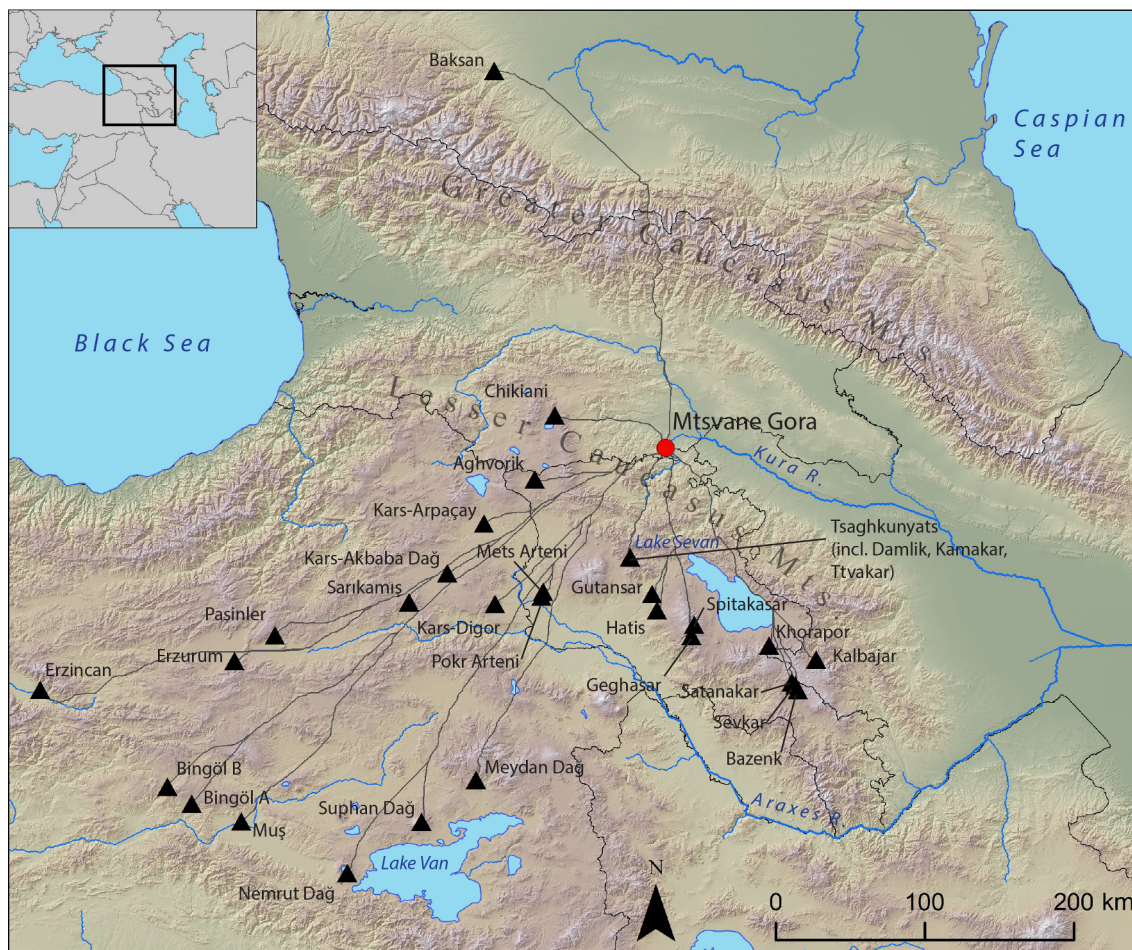 Baksan
Caspian
Sea
Greater Caucasus Mts.
Black Sea
Lesser Caucasus Mts.
Chikiani
Mtsvane Gora
Kura R.
Aghvorik
Kars-Arpaçay
Tsaghkunyats
(incl. Damlik, Kamakar,
Ttvakar)
Lake Sevan
Mets Arteni
Kars-Akbaba Dağ
Sarıkamış
Gutansar
Spitakasar
Pasinler
Kars-Digor
Hatis
Khorapor
Erzurum
Pokr Arteni
Kalbajar
Erzincan
Geghasar
Satanakar
Sevkar
Bazenk
Bingöl B
Meydan Dağ
Bingöl A
Suphan Dağ
Araxes R.
Muş
Lake Van
N
Nemrut Dağ
0
100
200 km